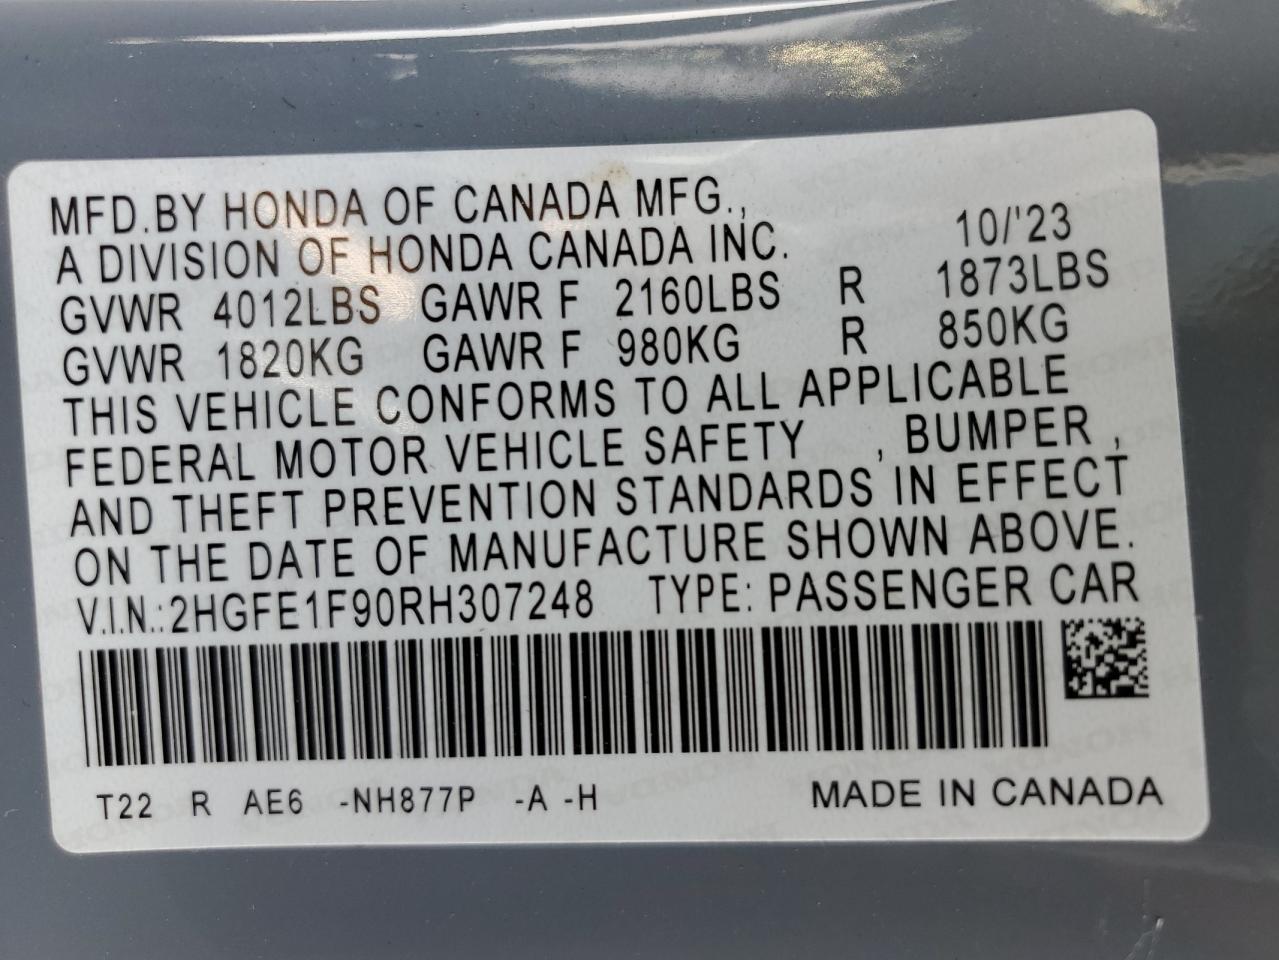 MFD.BY HONDA OF CANADA MFG.,
A DIVISION OF HONDA CANADA INC. 10/'23
GVWR 4012LBS GAWR F 2160LBS R 1873LBS
GVWR 1820KG GAWR F 980KG R 850KG
THIS VEHICLE CONFORMS TO ALL APPLICABLE
FEDERAL MOTOR VEHICLE SAFETY , BUMPER ,
AND THEFT PREVENTION STANDARDS IN EFFECT
ON THE DATE OF MANUFACTURE SHOWN ABOVE.
V.I.N.:2HGFE1F90RH307248 TYPE: PASSENGER CAR
T22 R AE6 -NH877P -A -H MADE IN CANADA